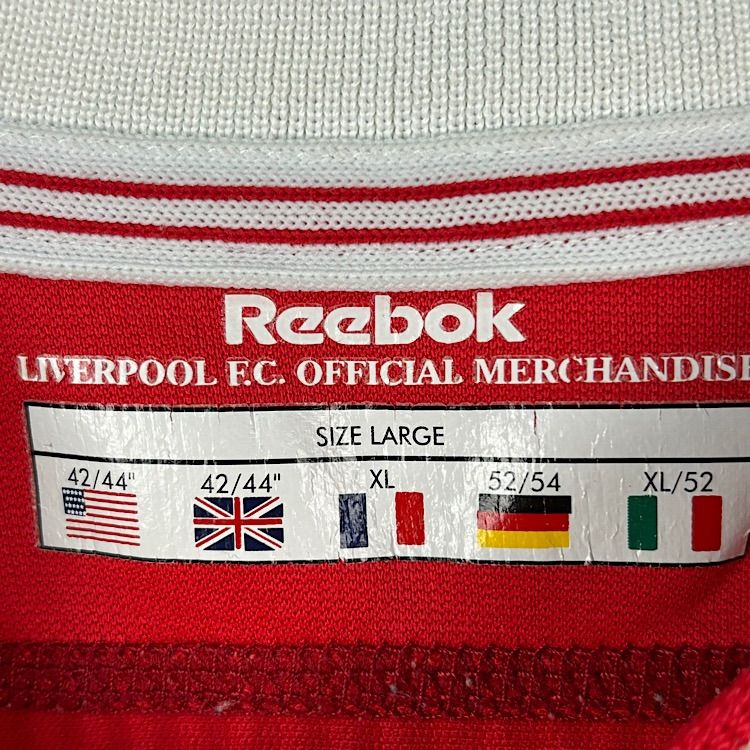 Reebok
LIVERPOOL F.C. OFFICIAL MERCHANDISE
SIZE LARGE
42/44" 42/44" XL 52/54 XL/52